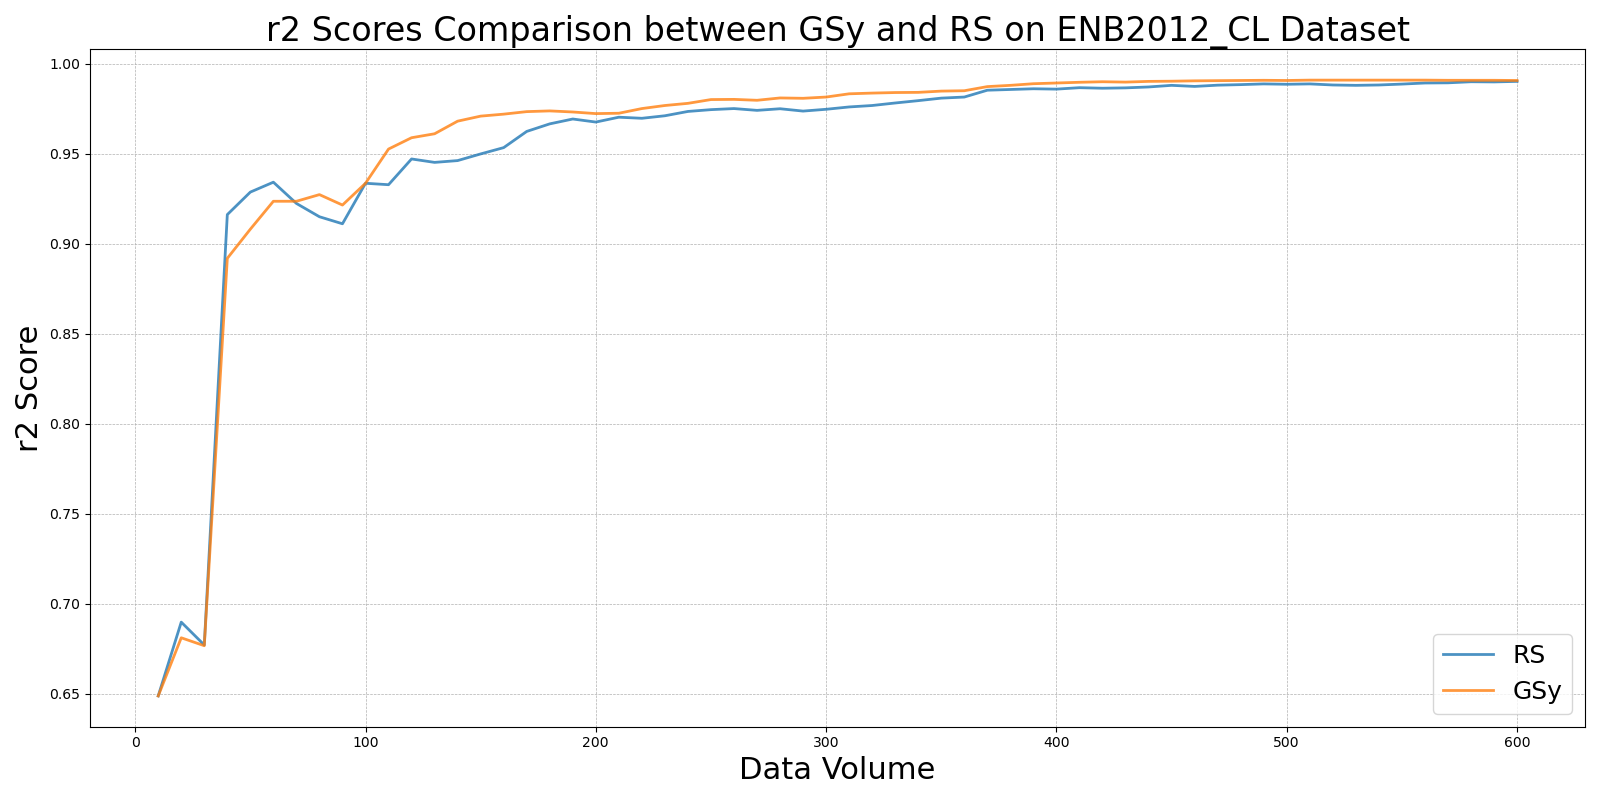 r2 Scores Comparison between GSy and RS on ENB2012_CL Dataset
1.00
0.95
0.90
0.85
0.80
0.75
0.70
0.65
r2 Score
RS
GSy
0 100 200 300 400 500 600
Data Volume